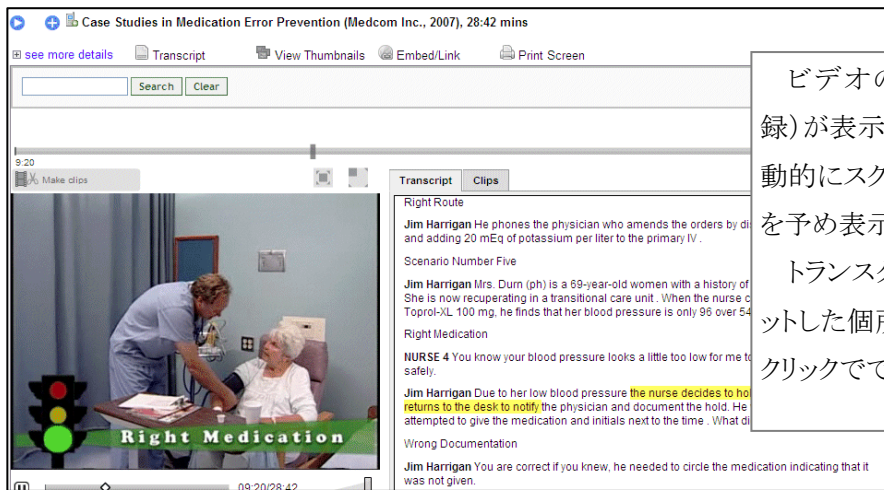 Case Studies in Medication Error Prevention (Medcom Inc., 2007), 28:42 mins
see more details Transcript View Thumbnails Embed/Link Print Screen
Search Clear
9:20
Make clips
Right Medication
09:20/28:42
Transcript Clips
Right Route
Jim Harrigan He phones the physician who amends the orders by di
and adding 20 mEq of potassium per liter to the primary IV .
Scenario Number Five
Jim Harrigan Mrs. Durn (ph) is a 69-year-old women with a history of
She is now recuperating in a transitional care unit . When the nurse c
Toprol-XL 100 mg, he finds that her blood pressure is only 96 over 54
Right Medication
NURSE 4 You know your blood pressure looks a little too low for me to
safely.
Jim Harrigan Due to her low blood pressure the nurse decides to hol
returns to the desk to notify the physician and document the hold. He
attempted to give the medication and initials next to the time . What di
Wrong Documentation
Jim Harrigan You are correct if you knew, he needed to circle the medication indicating that it
was not given.
ビデオの
録)が表示
動的にスク
を予め表示
トランスク
ットした個所
クリックでて